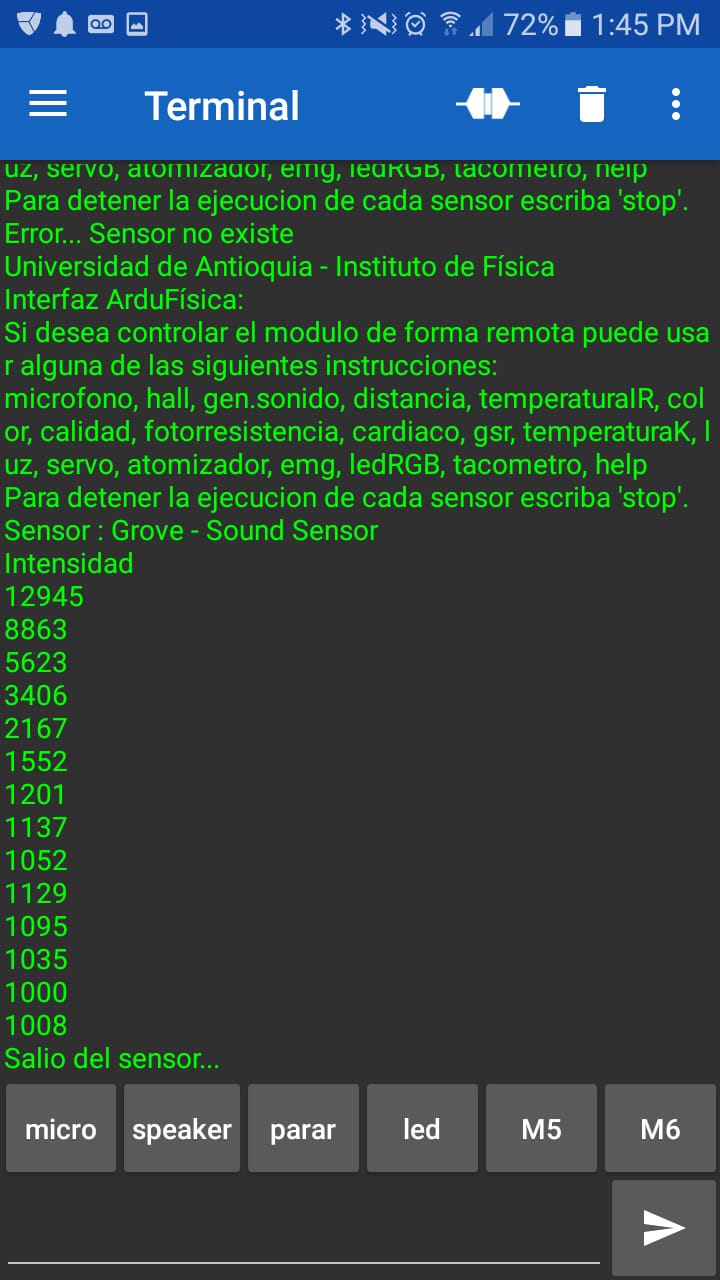 72% 1:45 PM
Terminal
uz, servo, atomizador, emg, ledRGB, tacometro, help
Para detener la ejecucion de cada sensor escriba 'stop'.
Error... Sensor no existe
Universidad de Antioquia - Instituto de Física
Interfaz ArduFísica:
Si desea controlar el modulo de forma remota puede usa
r alguna de las siguientes instrucciones:
microfono, hall, gen.sonido, distancia, temperaturaIR, col
or, calidad, fotorresistencia, cardiaco, gsr, temperaturaK, l
uz, servo, atomizador, emg, ledRGB, tacometro, help
Para detener la ejecucion de cada sensor escriba 'stop'.
Sensor : Grove - Sound Sensor
Intensidad
12945
8863
5623
3406
2167
1552
1201
1137
1052
1129
1095
1035
1000
1008
Salio del sensor...
micro speaker parar led M5 M6